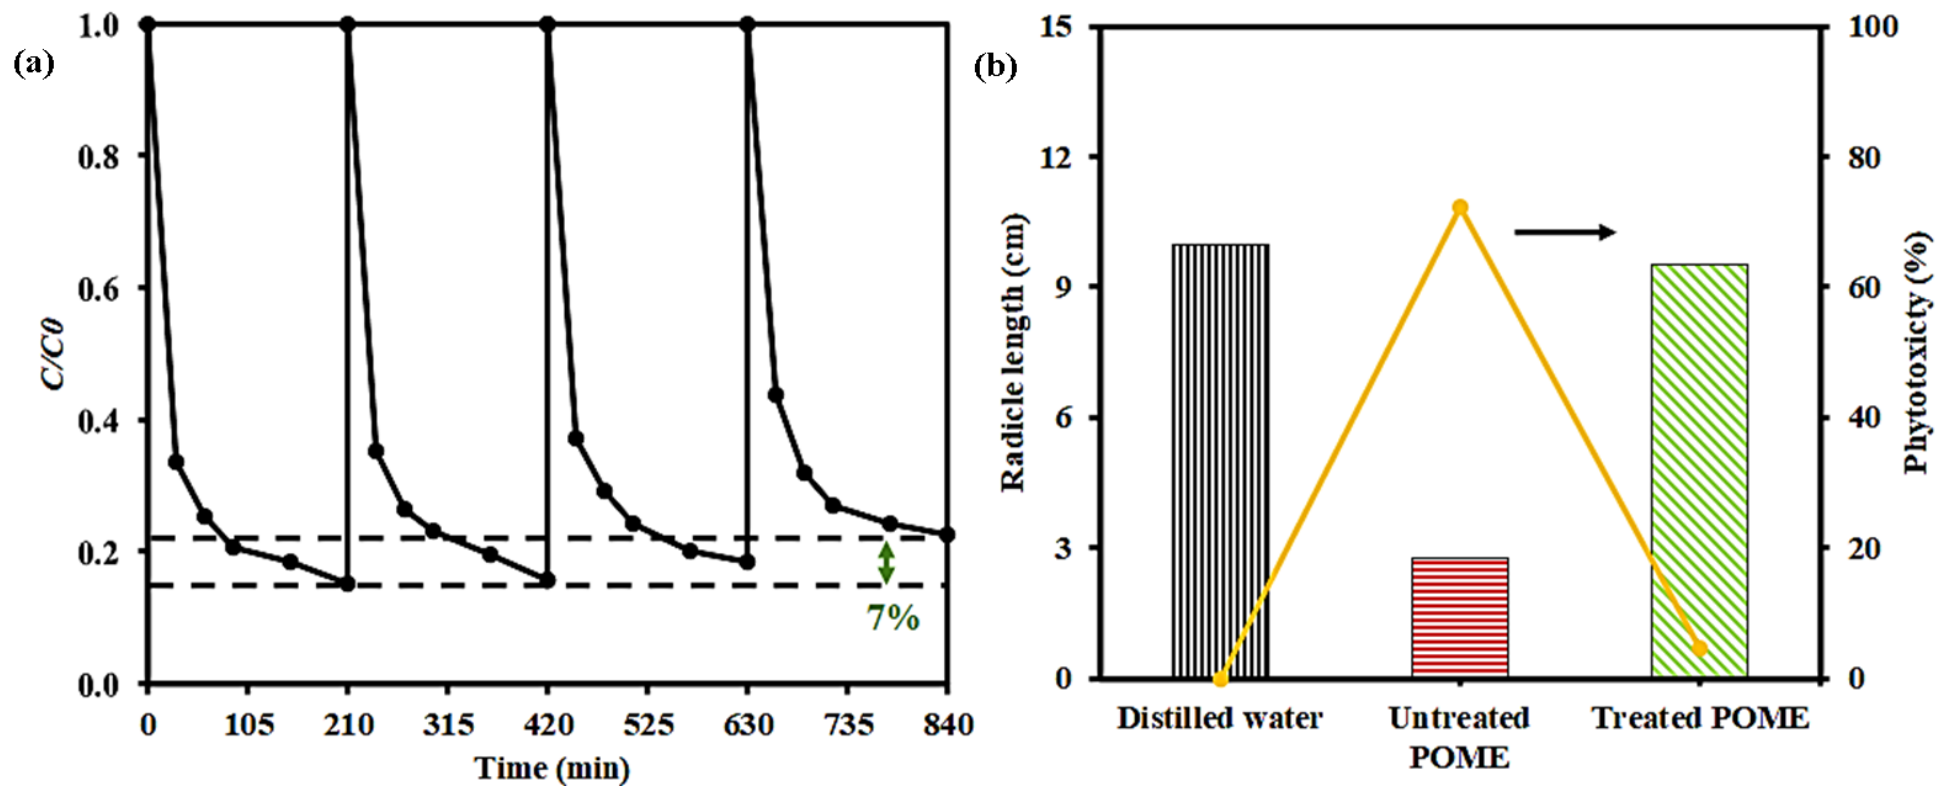 (a)
1.0
0.8
0.6
0.4
0.2
0.0
C/C0
7%
0 105 210 315 420 525 630 735 840
Time (min)
(b)
15
12
9
6
3
0
Radicle length (cm)
100
80
60
40
20
0
Phytotoxicty (%)
Distilled water Untreated Treated POME
POME